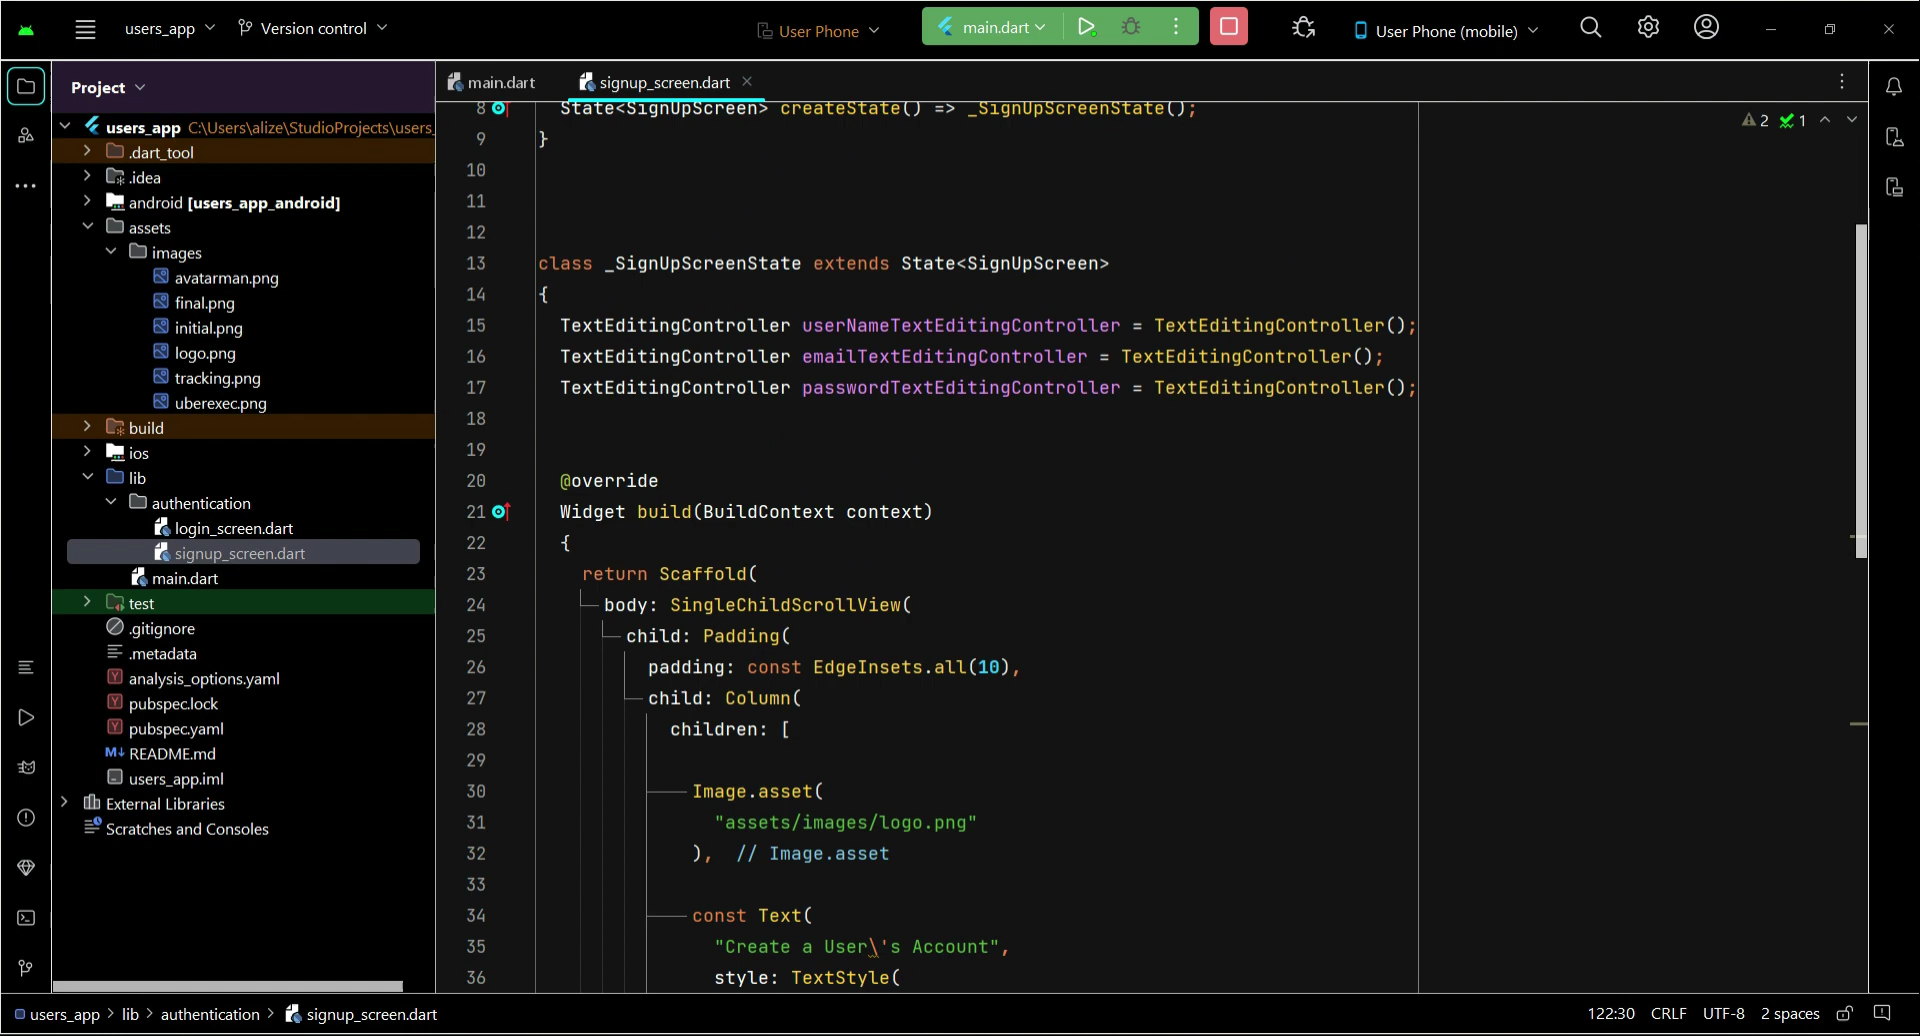 users_app
Version control
User Phone
main.dart
User Phone (mobile)
Project
main.dart
signup_screen.dart
users_app C:\Users\alize\StudioProjects\users_
.dart_tool
.idea
android [users_app_android]
assets
images
avatarman.png
final.png
initial.png
logo.png
tracking.png
uberexec.png
build
ios
lib
authentication
login_screen.dart
signup_screen.dart
main.dart
test
.gitignore
.metadata
analysis_options.yaml
pubspec.lock
pubspec.yaml
M↓ README.md
users_app.iml
External Libraries
Scratches and Consoles
2 1
8 State<SignUpScreen> createState() => _SignUpScreenState();
9 }
10
11
12
13 class _SignUpScreenState extends State<SignUpScreen>
14 {
15 TextEditingController userNameTextEditingController = TextEditingController();
16 TextEditingController emailTextEditingController = TextEditingController();
17 TextEditingController passwordTextEditingController = TextEditingController();
18
19
20 @override
21 Widget build(BuildContext context)
22 {
23 return Scaffold(
24 body: SingleChildScrollView(
25 child: Padding(
26 padding: const EdgeInsets.all(10),
27 child: Column(
28 children: [
29
30 Image.asset(
31 "assets/images/logo.png"
32 ), // Image.asset
33
34 const Text(
35 "Create a User\'s Account",
36 style: TextStyle(
users_app > lib > authentication > signup_screen.dart
122:30 CRLF UTF-8 2 spaces